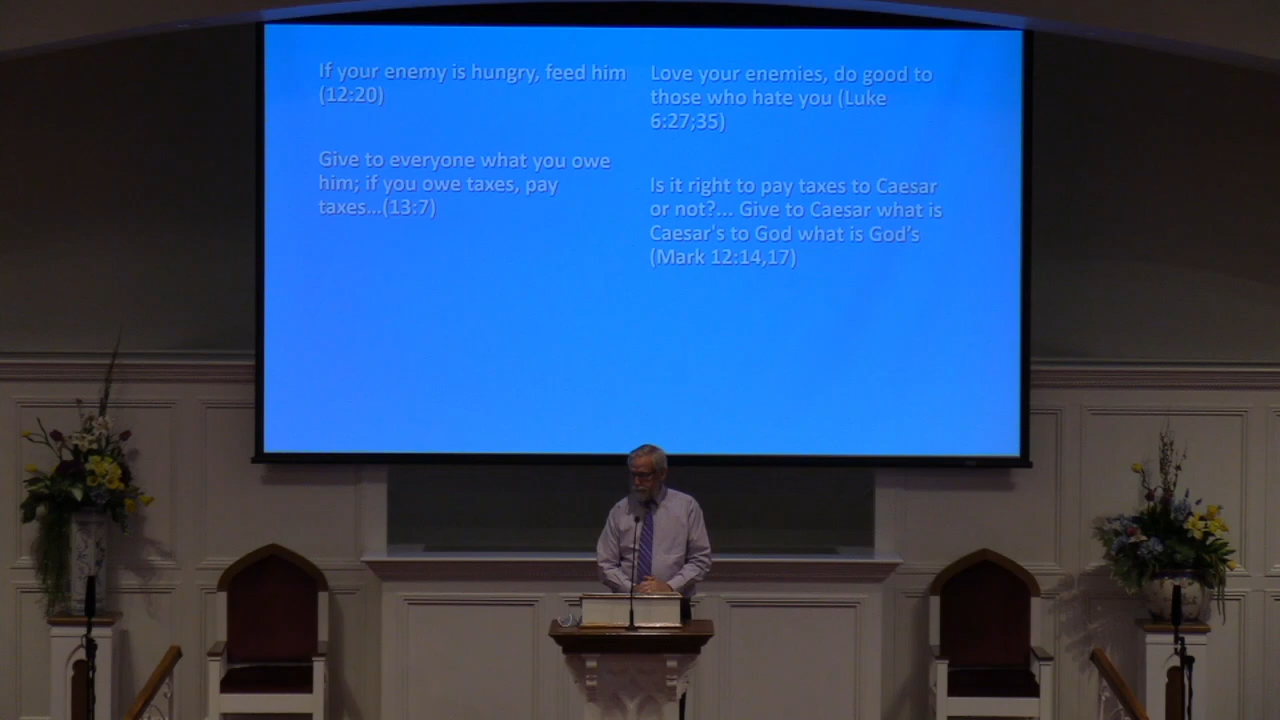 If your enemy is hungry, feed him
(12:20)
Give to everyone what you owe
him; if you owe taxes, pay
taxes...(13:7)
Love your enemies, do good to
those who hate you (Luke
6:27;35)
Is it right to pay taxes to Caesar
or not?... Give to Caesar what is
Caesar's to God what is God’s
(Mark 12:14,17)